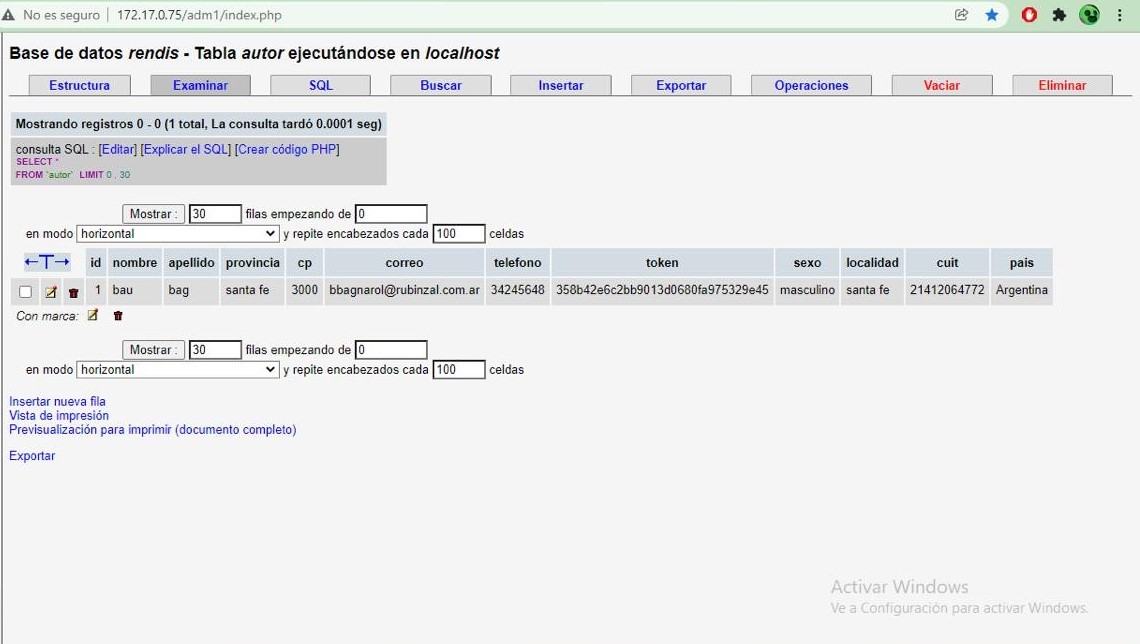 No es seguro | 172.17.0.75/adm1/index.php
Base de datos rendis - Tabla autor ejecutándose en localhost
Estructura Examinar SQL Buscar Insertar Exportar Operaciones Vaciar Eliminar
Mostrando registros 0 - 0 (1 total, La consulta tardó 0.0001 seg)
consulta SQL : [Editar] [Explicar el SQL] [Crear código PHP]
SELECT *
FROM `autor` LIMIT 0 , 30
Mostrar : 30 filas empezando de 0
en modo horizontal y repite encabezados cada 100 celdas
←T→ id nombre apellido provincia cp correo telefono token sexo localidad cuit pais
1 bau bag santa fe 3000 bbagnarol@rubinzal.com.ar 34245648 358b42e6c2bb9013d0680fa975329e45 masculino santa fe 21412064772 Argentina
Con marca:
Mostrar : 30 filas empezando de 0
en modo horizontal y repite encabezados cada 100 celdas
Insertar nueva fila
Vista de impresión
Previsualización para imprimir (documento completo)
Exportar
Activar Windows
Ve a Configuración para activar Windows.